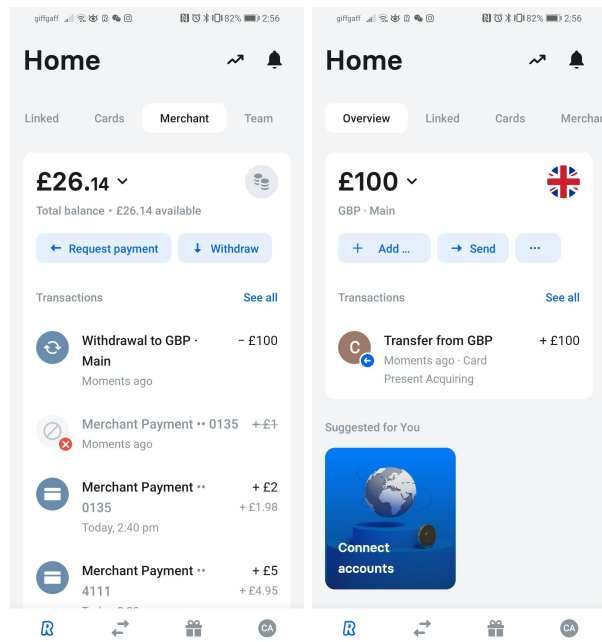 giffgaff 82% 2:56
Home
Linked Cards Merchant Team
£26.14
Total balance • £26.14 available
Request payment Withdraw
Transactions See all
Withdrawal to GBP · − £100
Main
Moments ago
Merchant Payment •• 0135 + £1
Moments ago
Merchant Payment •• + £2
0135 + £1.98
Today, 2:40 pm
Merchant Payment •• + £5
4111 + £4.95
R CA
giffgaff 82% 2:56
Home
Overview Linked Cards Mercha
£100
GBP · Main
+ Add ... Send ...
Transactions See all
C Transfer from GBP + £100
Moments ago · Card
Present Acquiring
Suggested for You
Connect
accounts
R CA